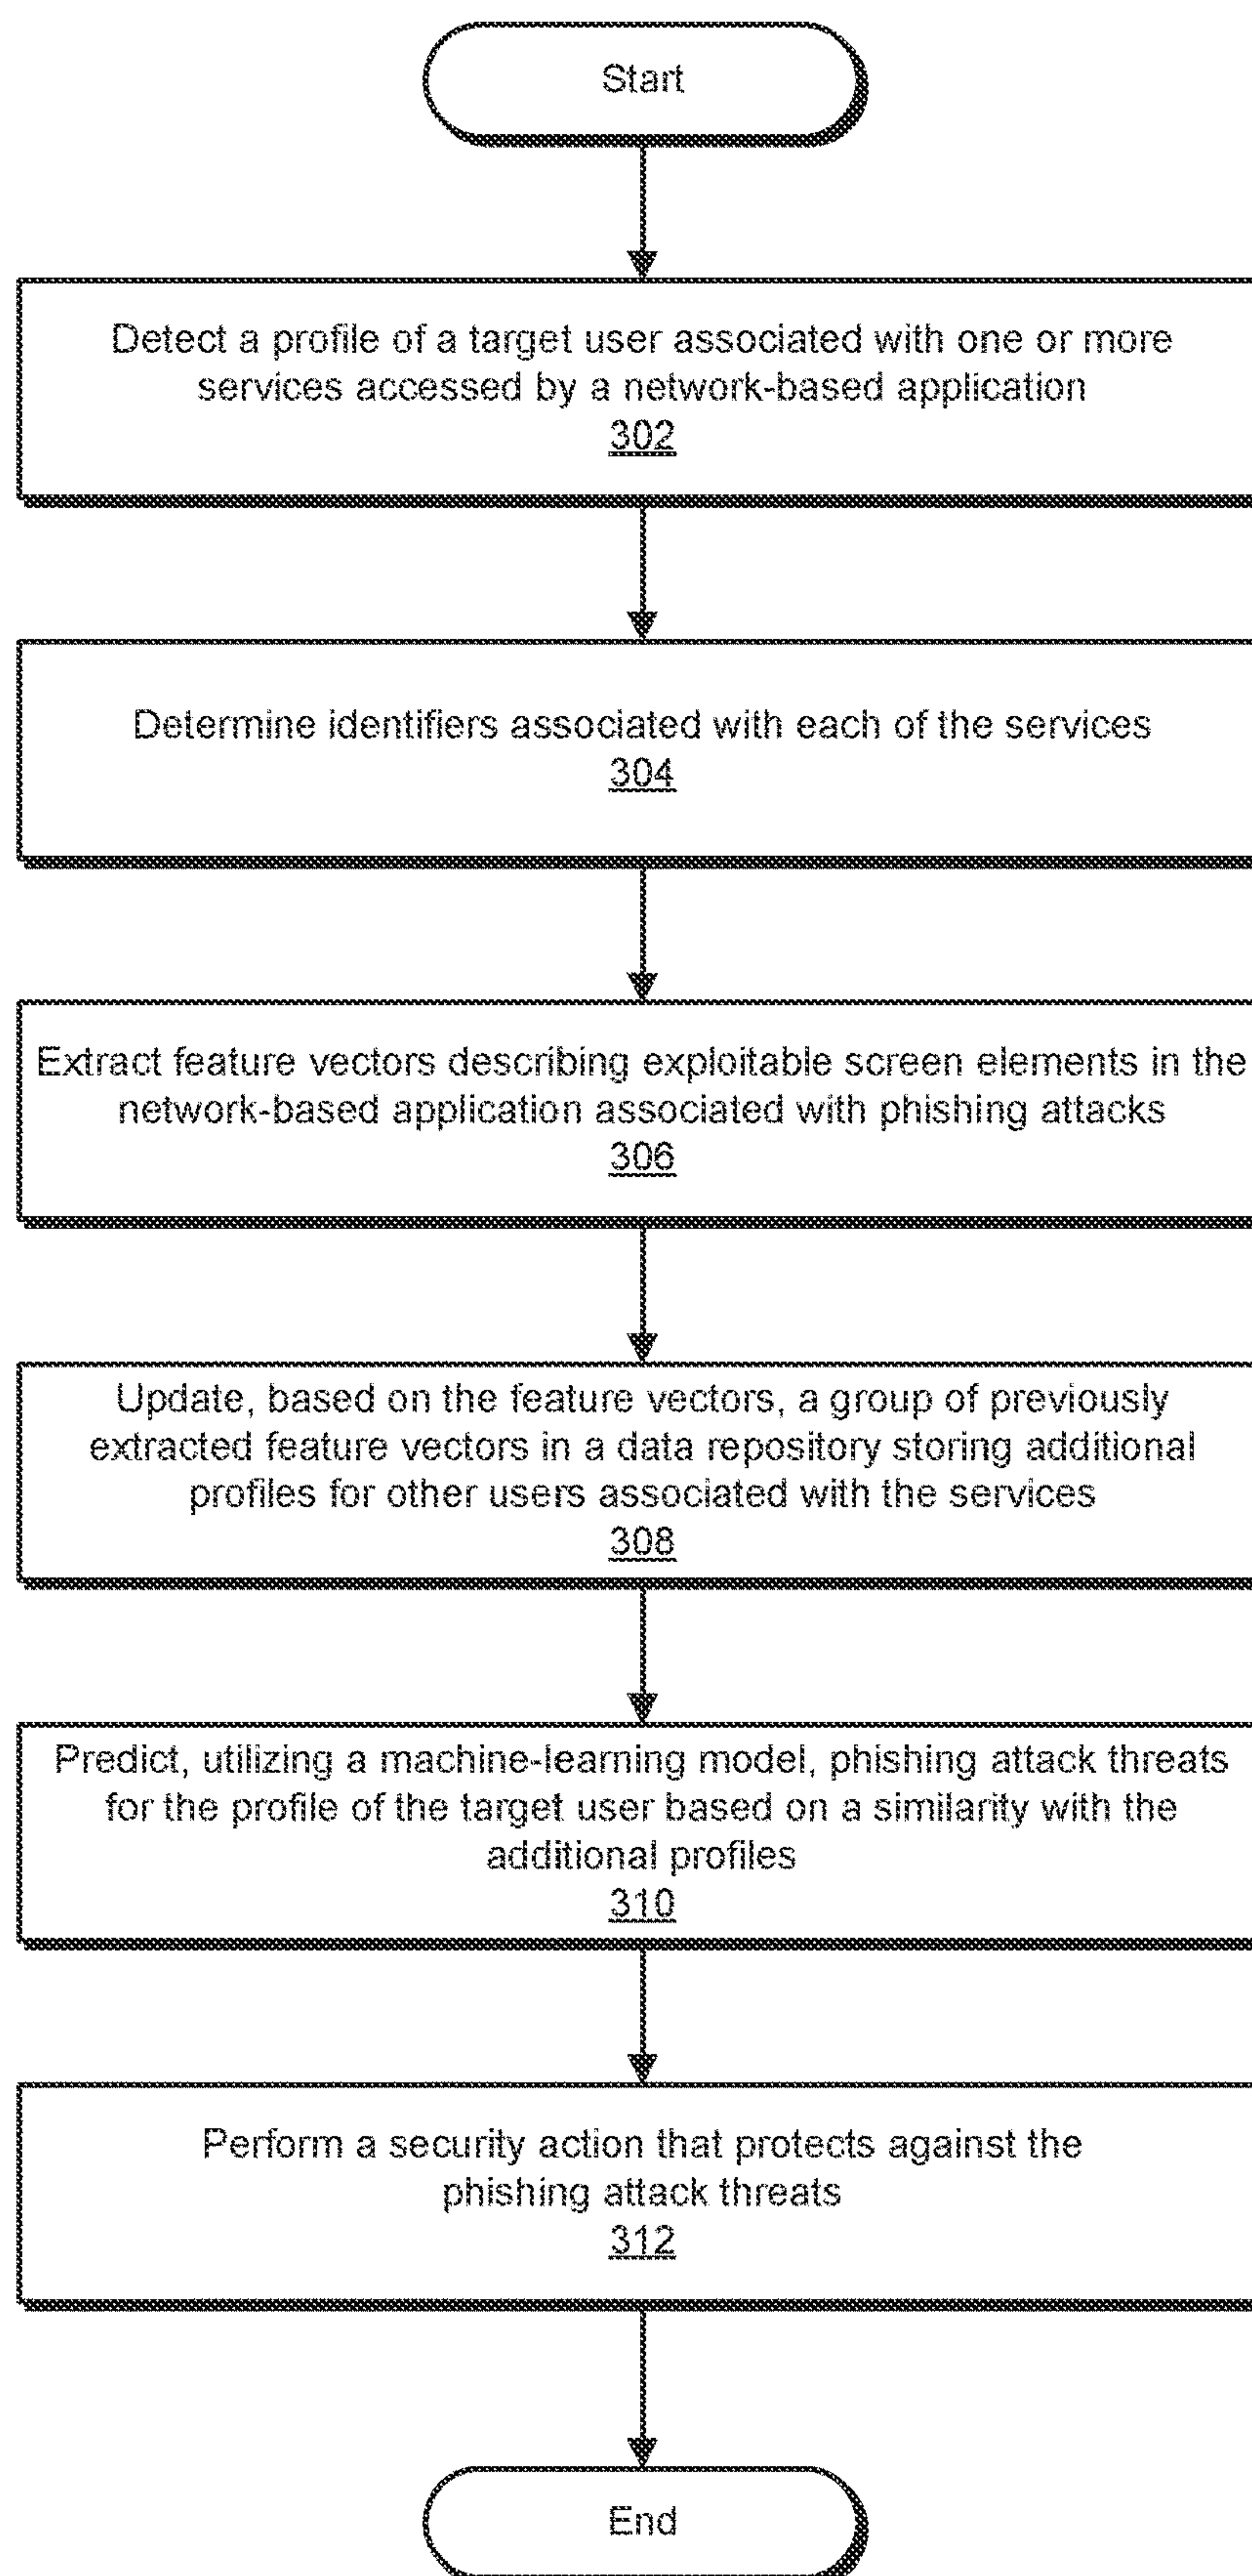 Start
Detect a profile of a target user associated with one or more
services accessed by a network-based application
302
Determine identifiers associated with each of the services
304
Extract feature vectors describing exploitable screen elements in the
network-based application associated with phishing attacks
306
Update, based on the feature vectors, a group of previously
extracted feature vectors in a data repository storing additional
profiles for other users associated with the services
308
Predict, utilizing a machine-learning model, phishing attack threats
for the profile of the target user based on a similarity with the
additional profiles
310
Perform a security action that protects against the
phishing attack threats
312
End